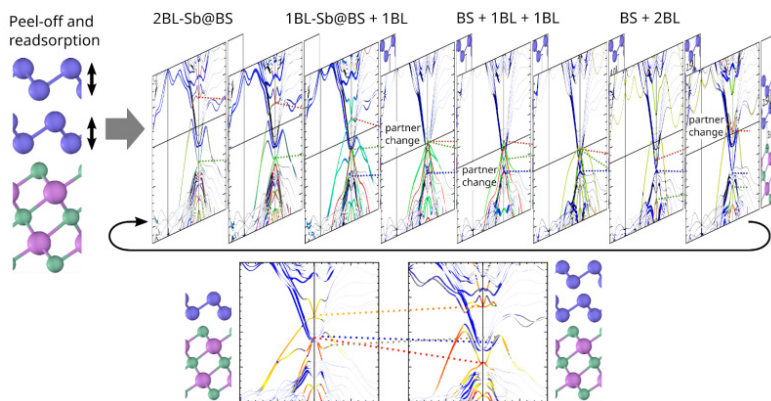 Peel-off and
readsorption
2BL-Sb@BS
1BL-Sb@BS + 1BL
BS + 1BL + 1BL
BS + 2BL
partner
change
partner
change
partner
change